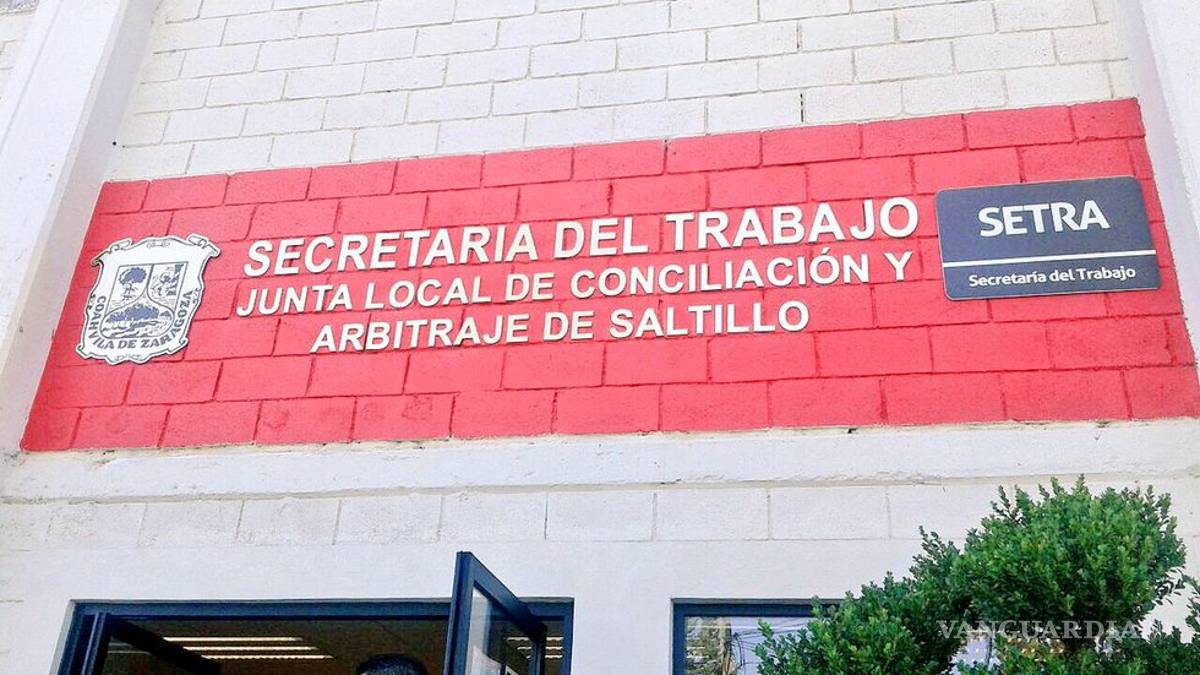 SECRETARIA DEL TRABAJO
JUNTA LOCAL DE CONCILIACIÓN Y
ARBITRAJE DE SALTILLO
COAHUILA DE ZARAGOZA
SETRA
Secretaría del Trabajo
VANGUARDIA